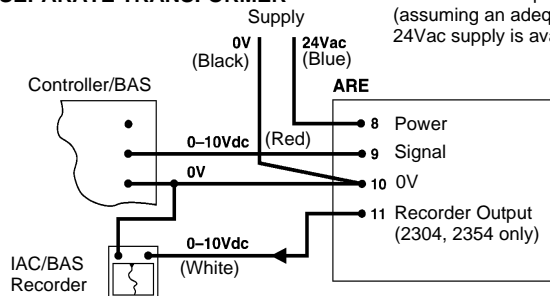 SEPARATE TRANSFORMER
(assuming an adeq
24Vac supply is ava
Supply
0V
(Black)
24Vac
(Blue)
Controller/BAS
ARE
8 Power
0–10Vdc
(Red)
9 Signal
0V
10 0V
11 Recorder Output
(2304, 2354 only)
0–10Vdc
(White)
IAC/BAS
Recorder